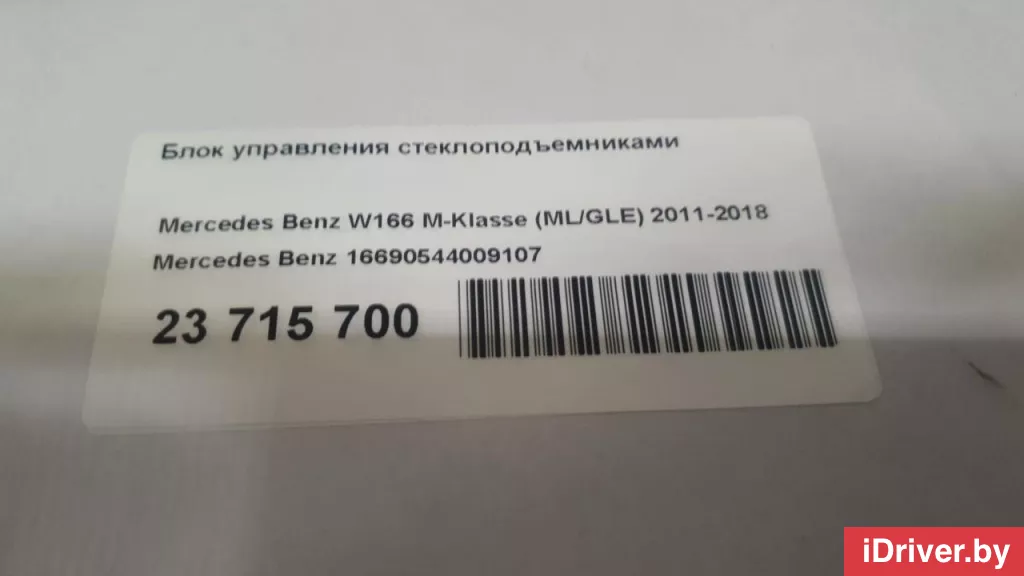 Блок управления стеклоподъемниками
Mercedes Benz W166 M-Klasse (ML/GLE) 2011-2018
Mercedes Benz 16690544009107
23 715 700
iDriver.by